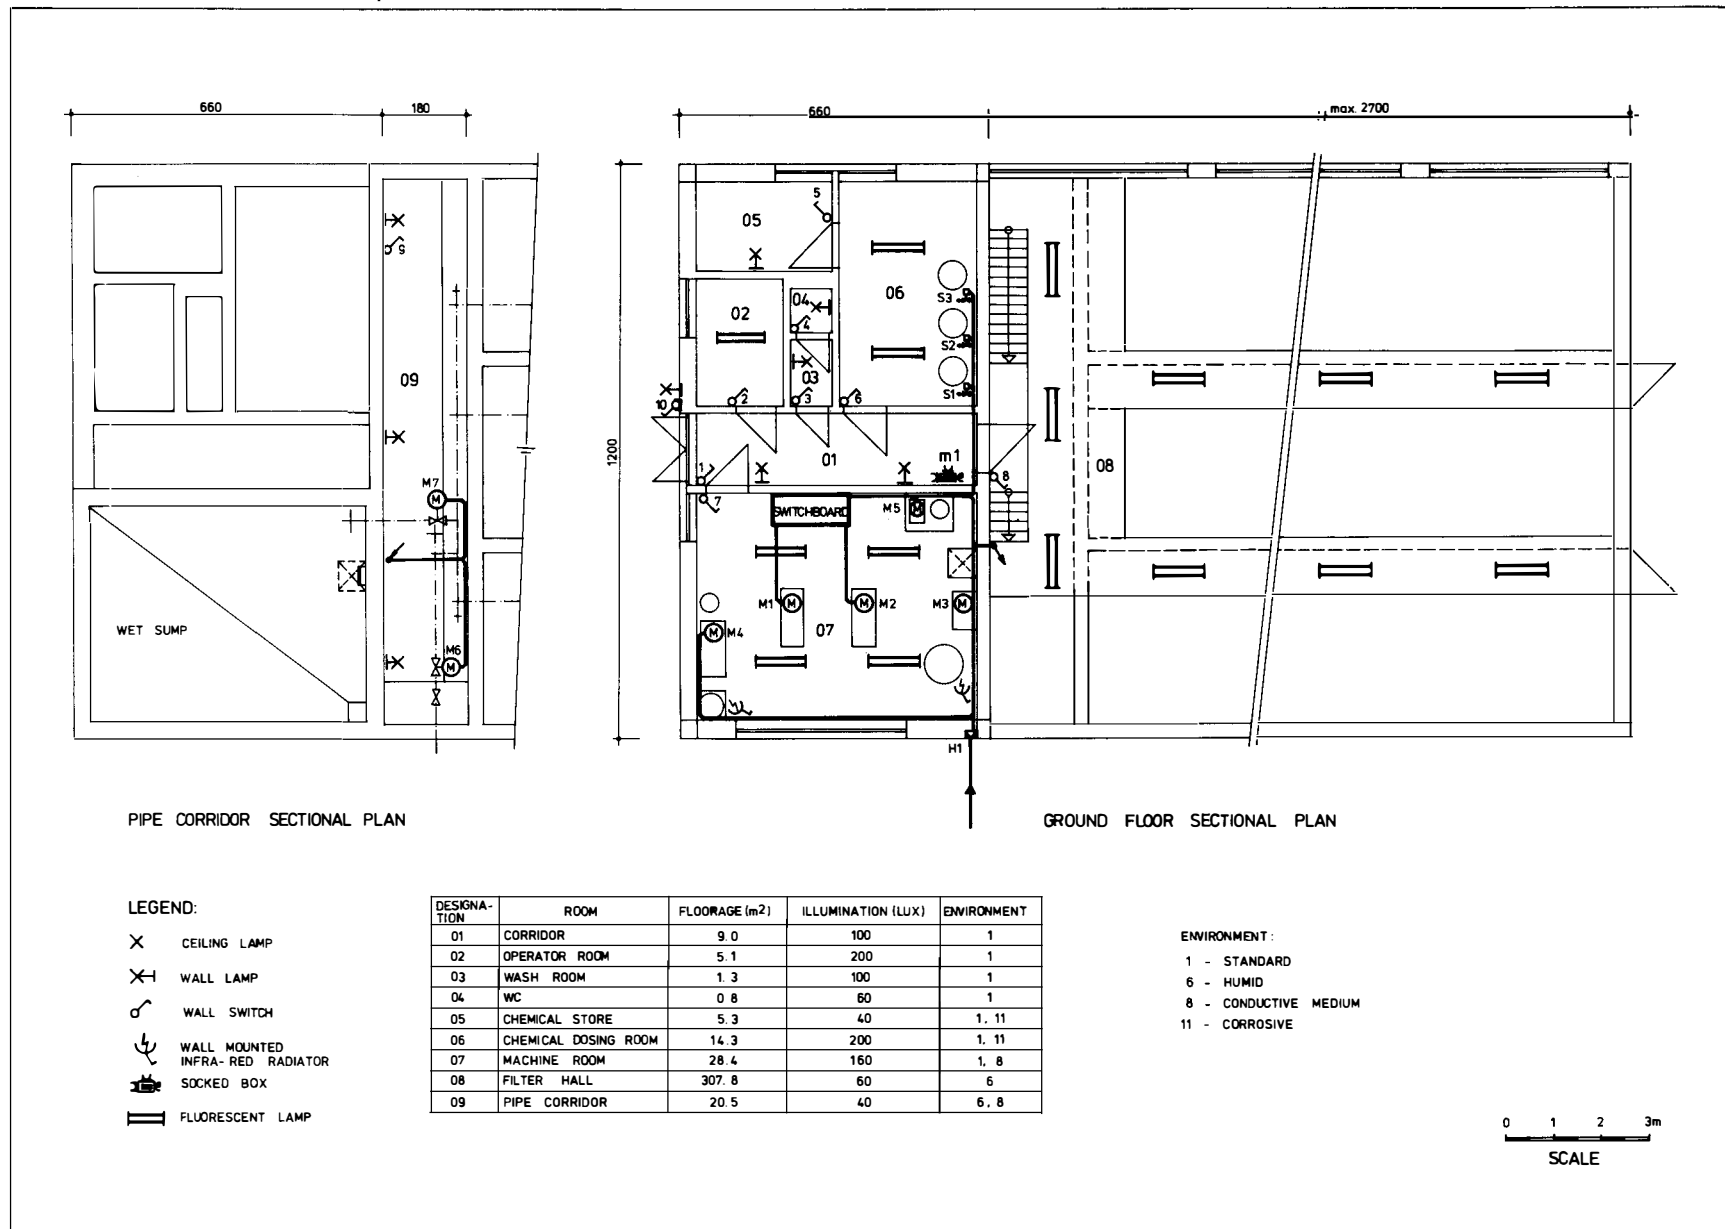 660
180
660
max. 2700
5
05
5
04
06
S3
02
4
S2
09
03
S1
10
2
3
6
1200
01
m1
1
8
08
M7
7
SWITCHBOARD
M5
M
M
M1
M
M
M2
M3
M
WET SUMP
M
M4
07
M6
M
H1
PIPE CORRIDOR SECTIONAL PLAN
GROUND FLOOR SECTIONAL PLAN
LEGEND:
CEILING LAMP
WALL LAMP
WALL SWITCH
WALL MOUNTED
INFRA-RED RADIATOR
SOCKED BOX
FLUORESCENT LAMP
DESIGNA-
TION ROOM FLOORAGE (m2) ILLUMINATION (LUX) ENVIRONMENT
01 CORRIDOR 9.0 100 1
02 OPERATOR ROOM 5.1 200 1
03 WASH ROOM 1.3 100 1
04 WC 0 8 60 1
05 CHEMICAL STORE 5.3 40 1, 11
06 CHEMICAL DOSING ROOM 14.3 200 1, 11
07 MACHINE ROOM 28.4 160 1, 8
08 FILTER HALL 307.8 60 6
09 PIPE CORRIDOR 20.5 40 6, 8
ENVIRONMENT:
1 - STANDARD
6 - HUMID
8 - CONDUCTIVE MEDIUM
11 - CORROSIVE
0 1 2 3m
SCALE